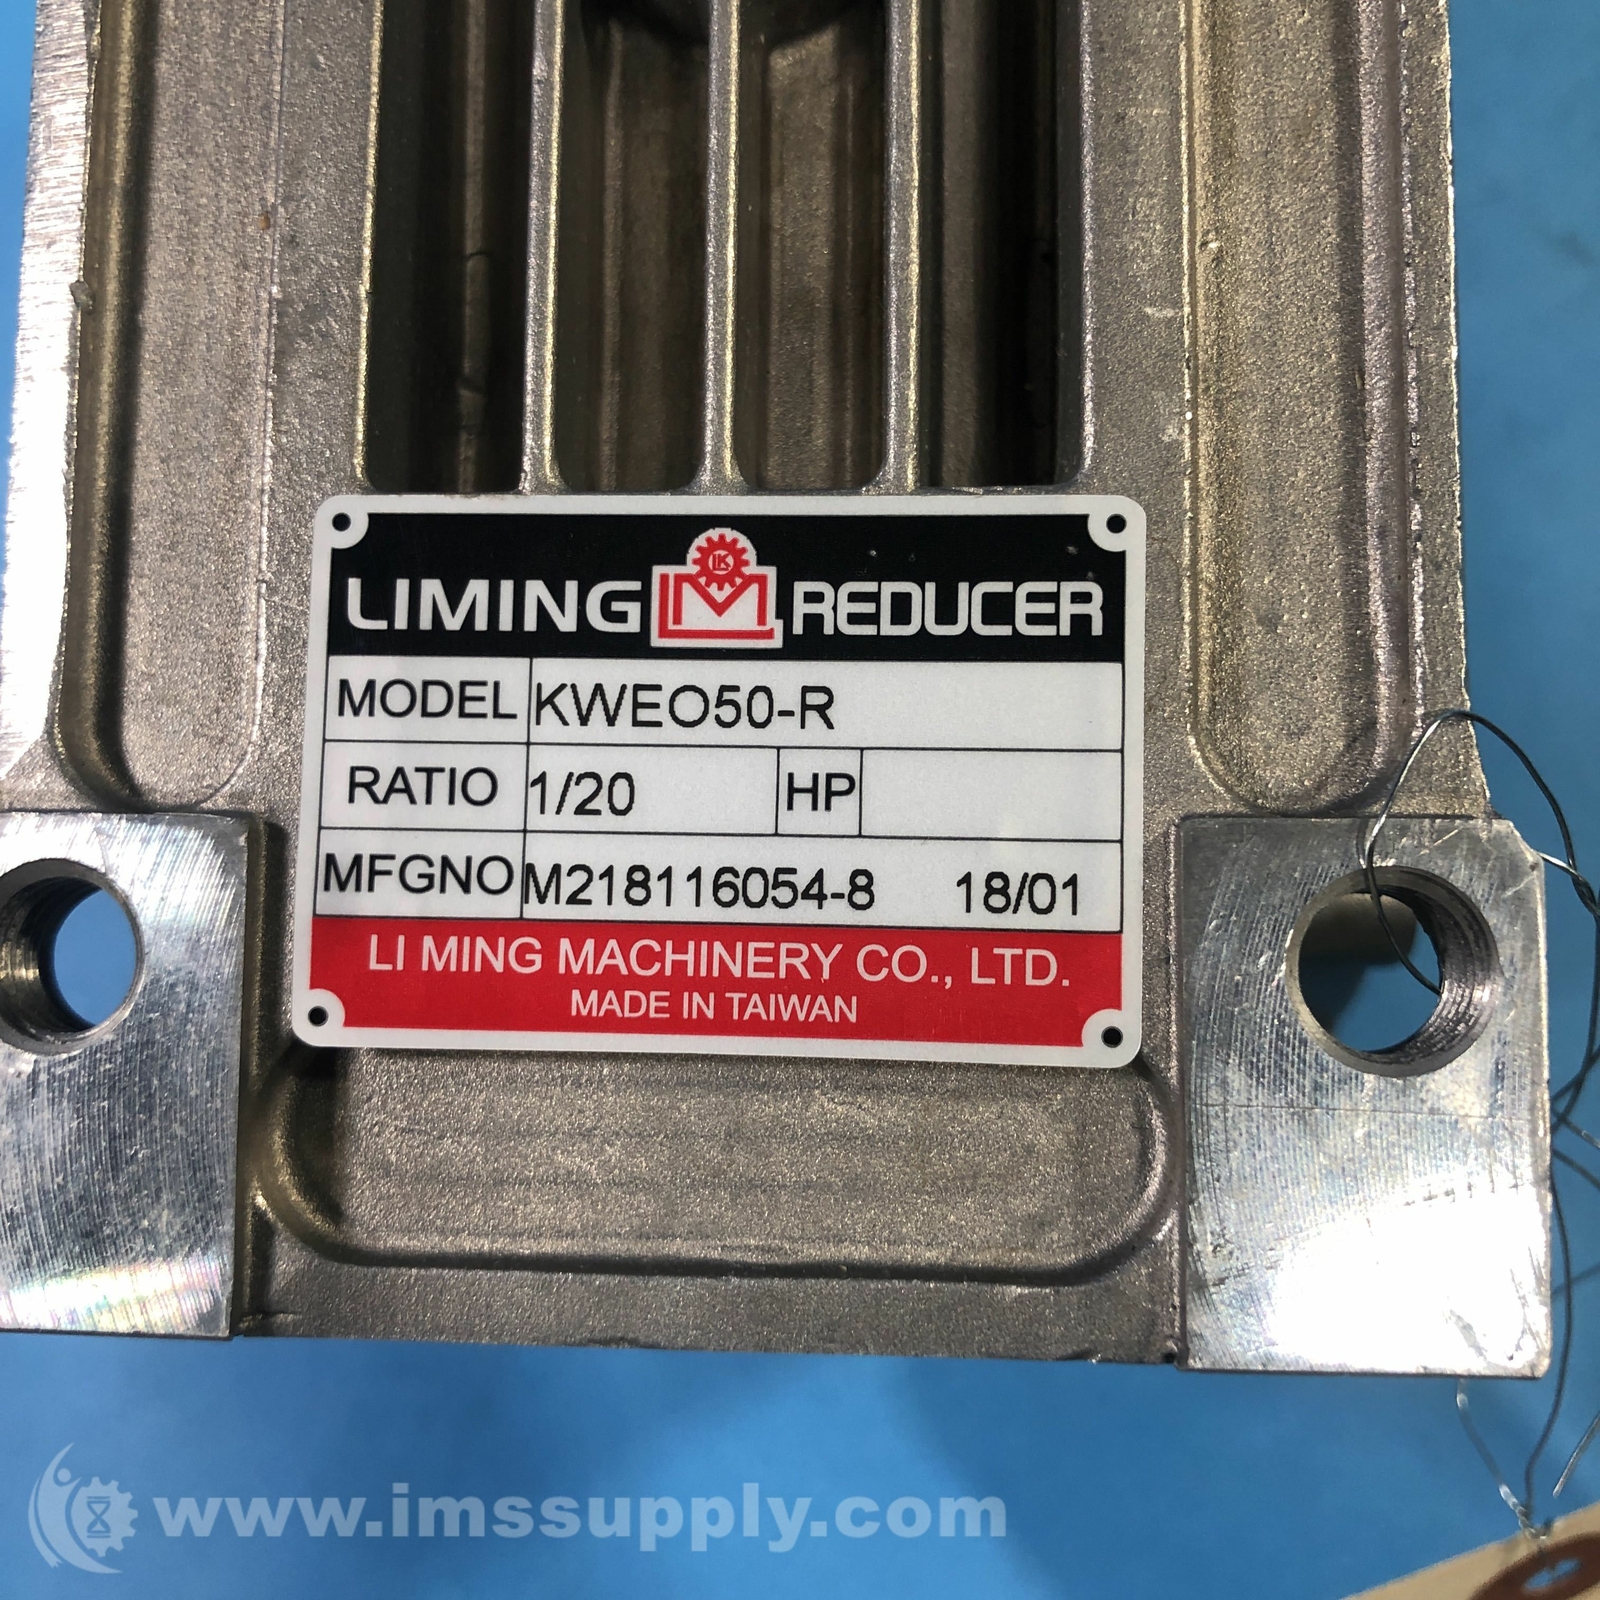 LIMING LK M REDUCER
MODEL KWEO50-R
RATIO 1/20 HP
MFGNO M218116054-8 18/01
LI MING MACHINERY CO., LTD.
MADE IN TAIWAN
www.imssupply.com